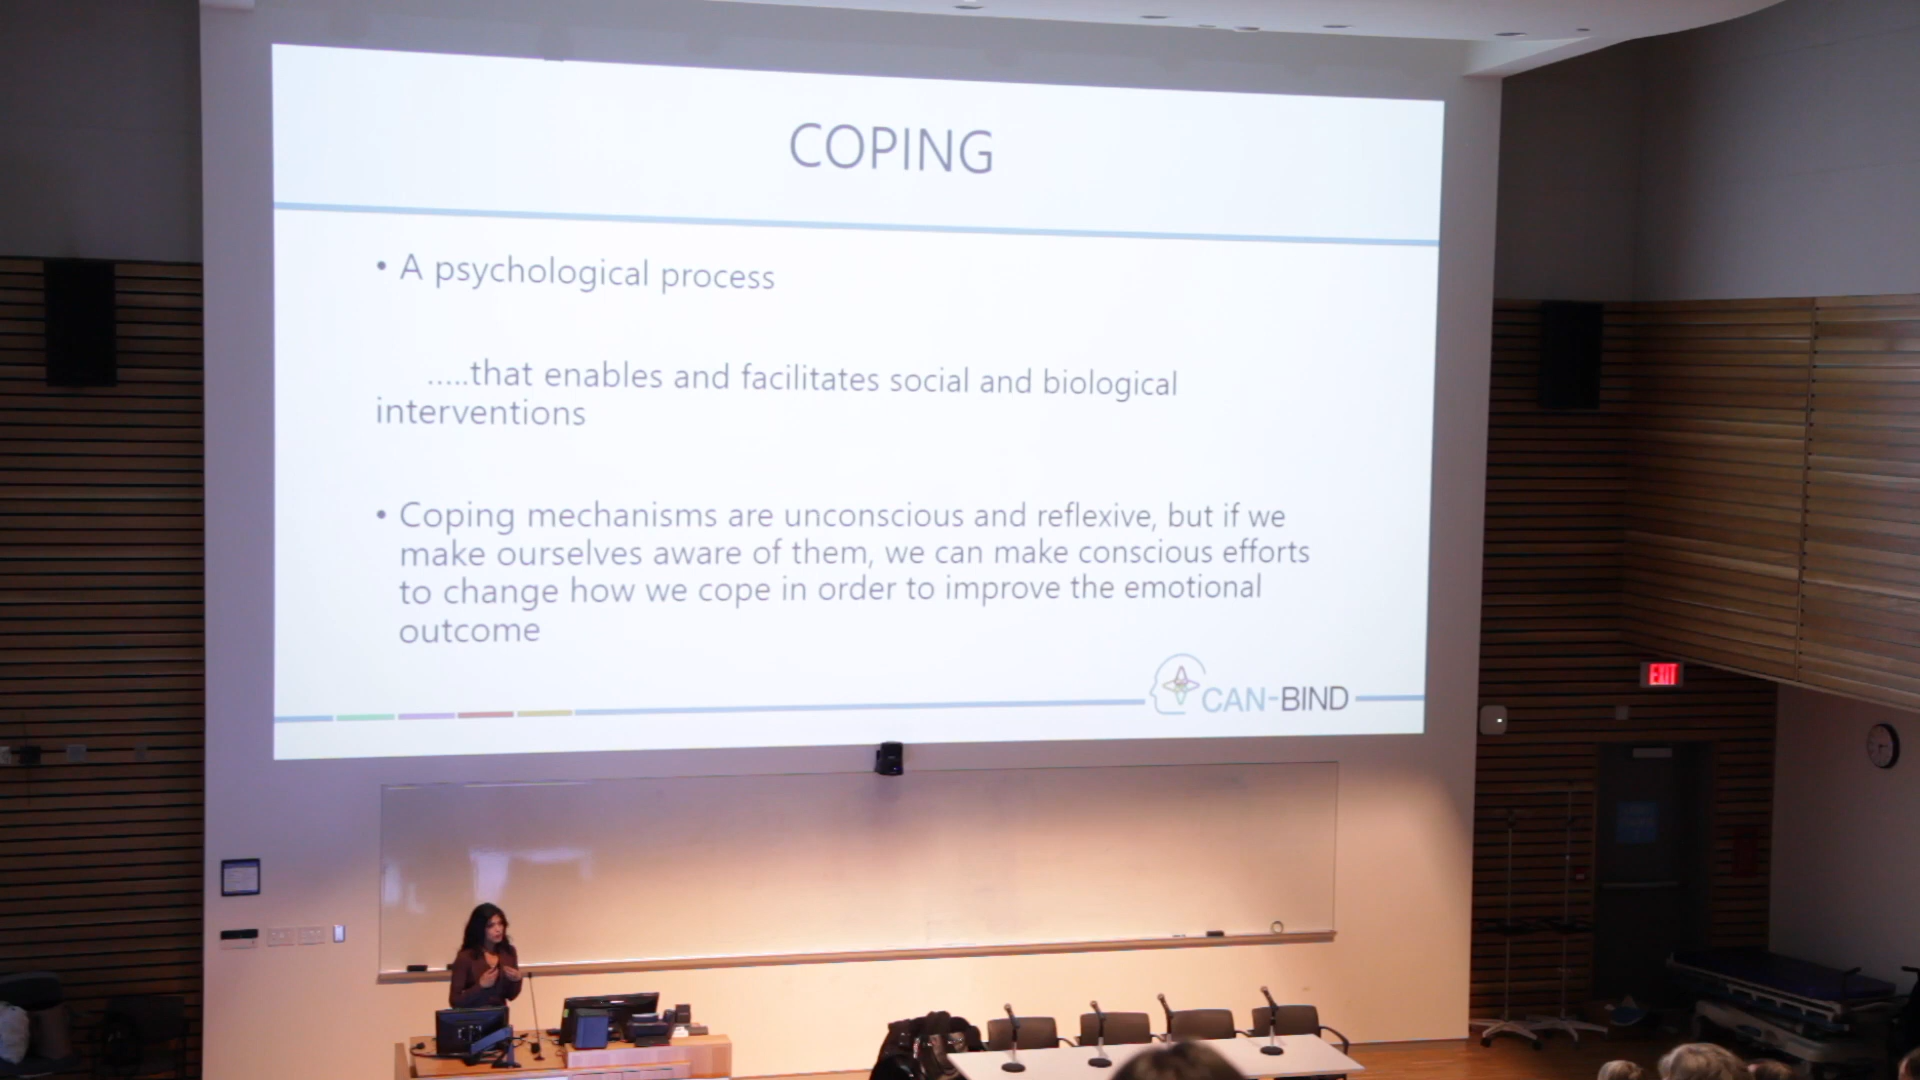 COPING
• A psychological process
.....that enables and facilitates social and biological
interventions
• Coping mechanisms are unconscious and reflexive, but if we
make ourselves aware of them, we can make conscious efforts
to change how we cope in order to improve the emotional
outcome
CAN-BIND
EXIT